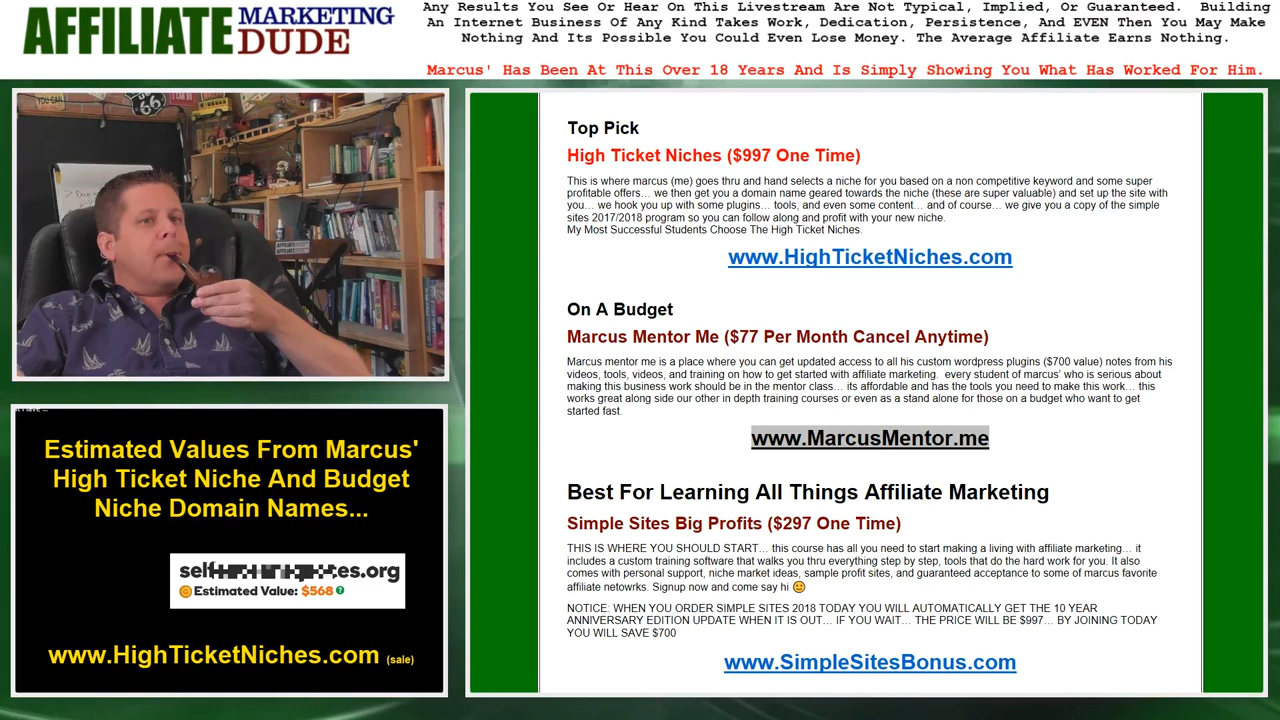 AFFILIATE MARKETING DUDE
Any Results You See Or Hear On This Livestream Are Not Typical, Implied, Or Guaranteed. Building
An Internet Business Of Any Kind Takes Work, Dedication, Persistence, And EVEN Then You May Make
Nothing And Its Possible You Could Even Lose Money. The Average Affiliate Earns Nothing.
Marcus' Has Been At This Over 18 Years And Is Simply Showing You What Has Worked For Him.
YOU CAN
66
Top Pick
High Ticket Niches ($997 One Time)
This is where marcus (me) goes thru and hand selects a niche for you based on a non competitive keyword and some super
profitable offers… we then get you a domain name geared towards the niche (these are super valuable) and set up the site with
you… we hook you up with some plugins… tools, and even some content… and of course… we give you a copy of the simple
sites 2017/2018 program so you can follow along and profit with your new niche.
My Most Successful Students Choose The High Ticket Niches.
www.HighTicketNiches.com
On A Budget
Marcus Mentor Me ($77 Per Month Cancel Anytime)
Marcus mentor me is a place where you can get updated access to all his custom wordpress plugins ($700 value) notes from his
videos, tools, videos, and training on how to get started with affiliate marketing. every student of marcus' who is serious about
making this business work should be in the mentor class… its affordable and has the tools you need to make this work… this
works great along side our other in depth training courses or even as a stand alone for those on a budget who want to get
started fast.
www.MarcusMentor.me
Best For Learning All Things Affiliate Marketing
Simple Sites Big Profits ($297 One Time)
THIS IS WHERE YOU SHOULD START… this course has all you need to start making a living with affiliate marketing… it
includes a custom training software that walks you thru everything step by step, tools that do the hard work for you. It also
comes with personal support, niche market ideas, sample profit sites, and guaranteed acceptance to some of marcus favorite
affiliate netowrks. Signup now and come say hi
NOTICE: WHEN YOU ORDER SIMPLE SITES 2018 TODAY YOU WILL AUTOMATICALLY GET THE 10 YEAR
ANNIVERSARY EDITION UPDATE WHEN IT IS OUT… IF YOU WAIT… THE PRICE WILL BE $997… BY JOINING TODAY
YOU WILL SAVE $700
www.SimpleSitesBonus.com
Estimated Values From Marcus'
High Ticket Niche And Budget
Niche Domain Names...
self es.org
Estimated Value: $568 ?
www.HighTicketNiches.com (sale)